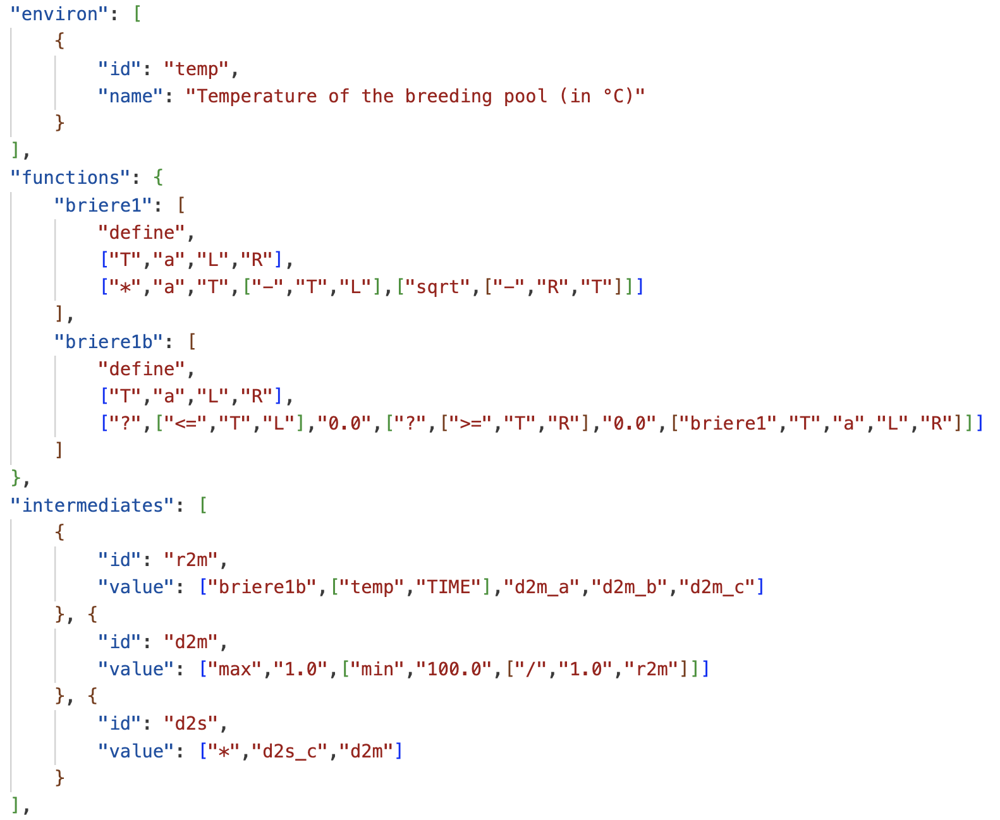 "environ": [
    {
        "id": "temp",
        "name": "Temperature of the breeding pool (in °C)"
    }
],
"functions": {
    "briere1": [
        "define",
        ["T","a","L","R"],
        ["*","a","T",["-","T","L"],["sqrt",["-","R","T"]]]
    ],
    "briere1b": [
        "define",
        ["T","a","L","R"],
        ["?",["<=","T","L"],"0.0",["?",[">=","T","R"],"0.0",["briere1","T","a","L","R"]]]
    ]
},
"intermediates": [
    {
        "id": "r2m",
        "value": ["briere1b",["temp","TIME"],"d2m_a","d2m_b","d2m_c"]
    }, {
        "id": "d2m",
        "value": ["max","1.0",["min","100.0",["/","1.0","r2m"]]]
    }, {
        "id": "d2s",
        "value": ["*","d2s_c","d2m"]
    }
],